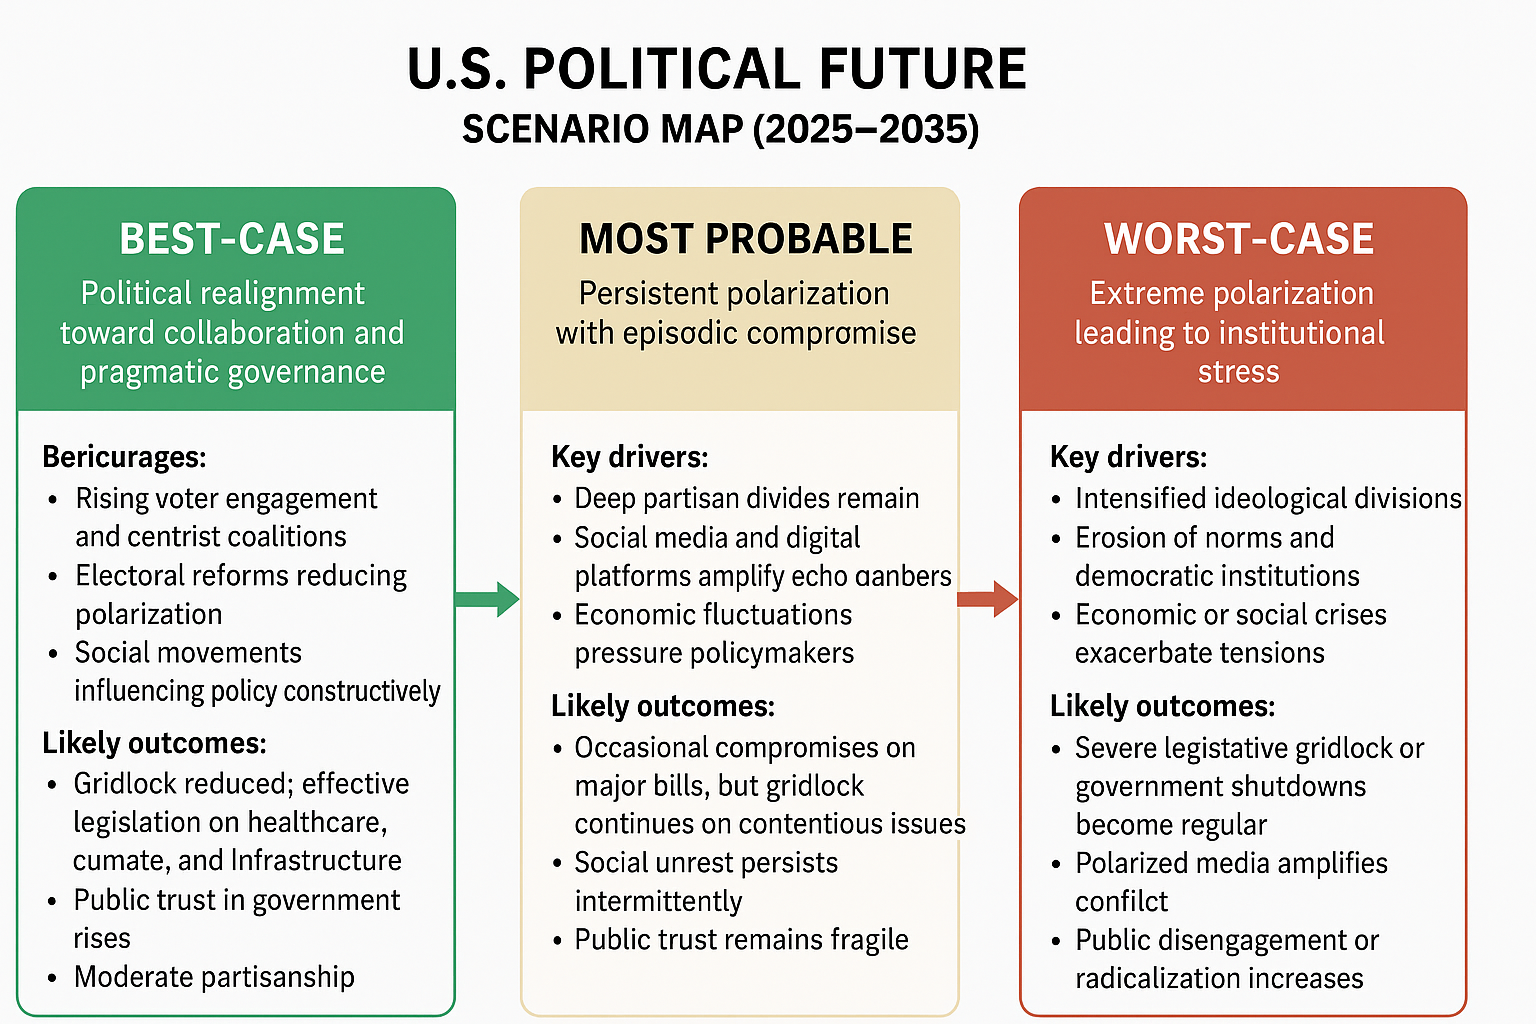 U.S. POLITICAL FUTURE
SCENARIO MAP (2025–2035)
BEST-CASE
Political realignment
toward collaboration and
pragmatic governance
Bericurages:
• Rising voter engagement
and centrist coalitions
• Electoral reforms reducing
polarization
• Social movements
influencing policy constructively
Likely outcomes:
• Gridlock reduced; effective
legislation on healthcare,
cumate, and Infrastructure
• Public trust in government
rises
• Moderate partisanship
MOST PROBABLE
Persistent polarization
with episodic compromise
Key drivers:
• Deep partisan divides remain
• Social media and digital
platforms amplify echo ɑanbers
• Economic fluctuations
pressure policymakers
Likely outcomes:
• Occasional compromises on
major bills, but gridlock
continues on contentious issues
• Social unrest persists
intermittently
• Public trust remains fragile
WORST-CASE
Extreme polarization
leading to institutional
stress
Key drivers:
• Intensified ideological divisions
• Erosion of norms and
democratic institutions
• Economic or social crises
exacerbate tensions
Likely outcomes:
• Severe legistative gridlock or
government shutdowns
become regular
• Polarized media amplifies
confilct
• Public disengagement or
radicalization increases